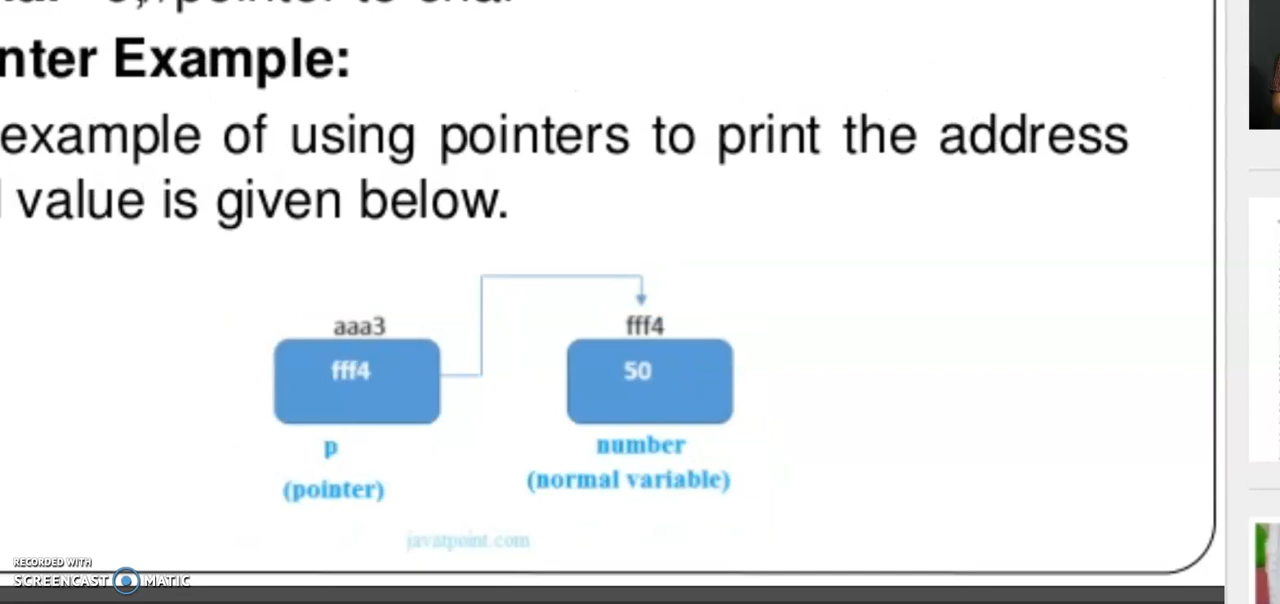 nter Example:
example of using pointers to print the address
value is given below.
aaa3
fff4
fff4
50
p
number
(pointer)
(normal variable)
javatpoint.com
RECORDED WITH
SCREENCAST MATIC